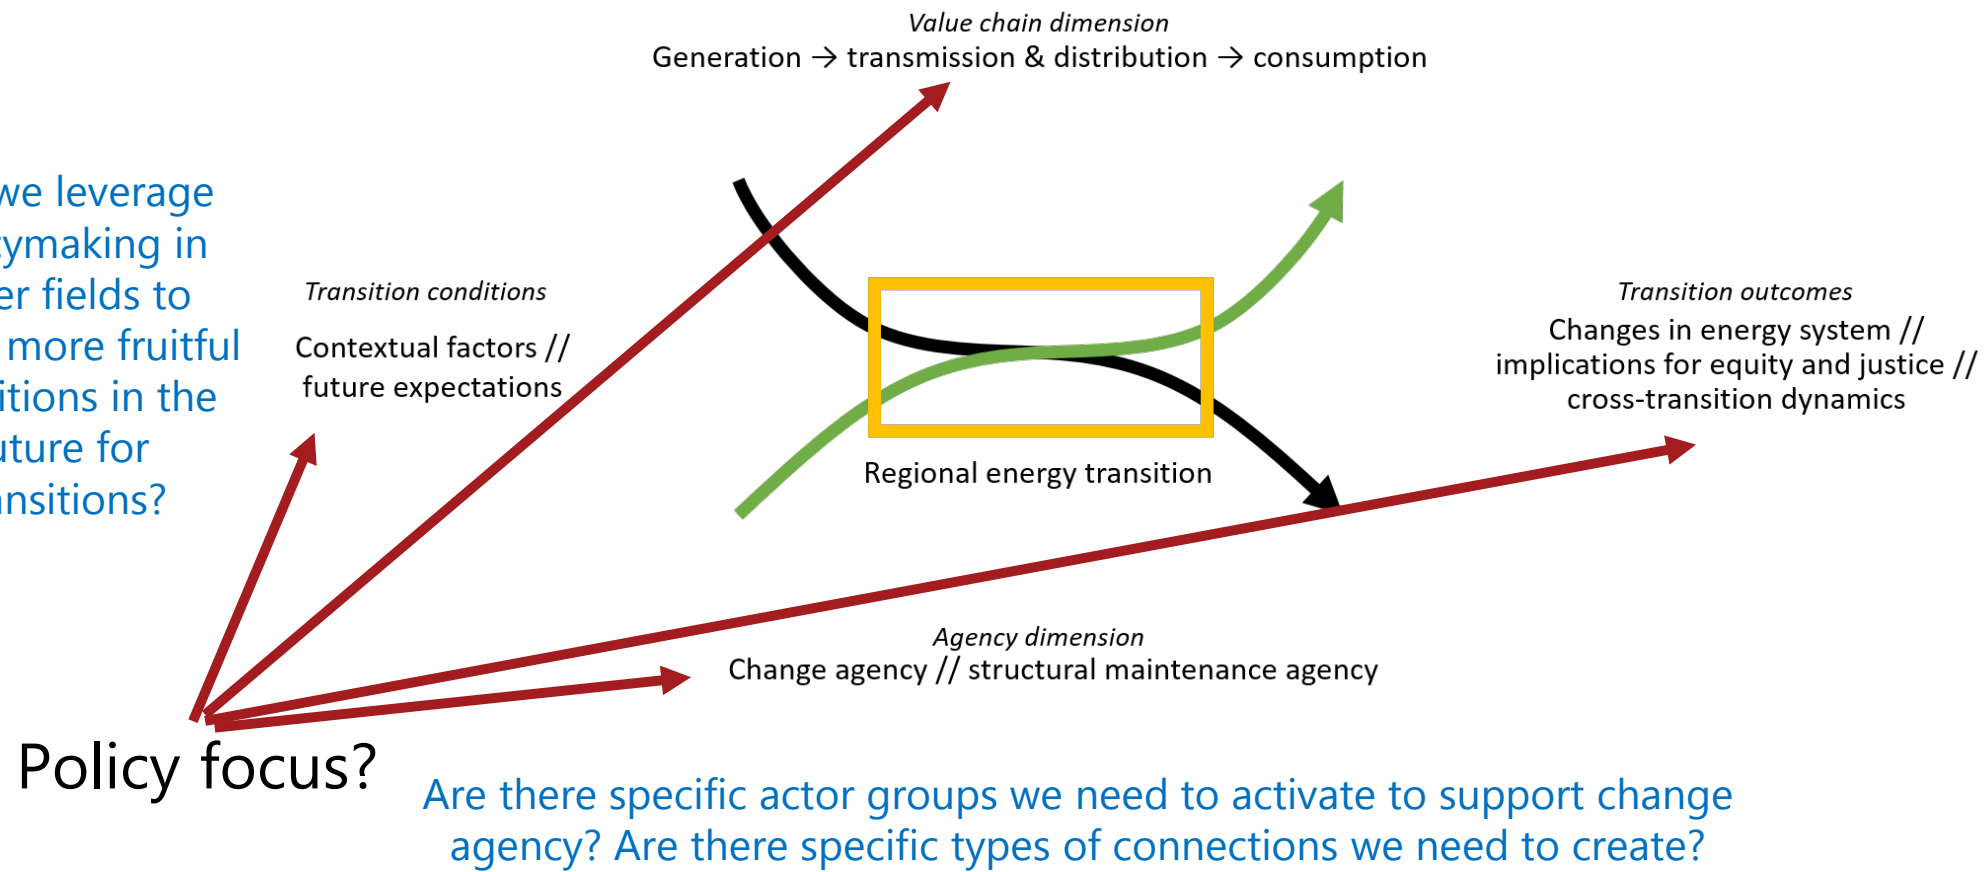 Value chain dimension
Generation → transmission & distribution → consumption
we leverage
cymaking in
er fields to
more fruitful
itions in the
uture for
ansitions?
Transition conditions
Contextual factors //
future expectations
Regional energy transition
Transition outcomes
Changes in energy system //
implications for equity and justice //
cross-transition dynamics
Agency dimension
Change agency // structural maintenance agency
Policy focus?
Are there specific actor groups we need to activate to support change
agency? Are there specific types of connections we need to create?